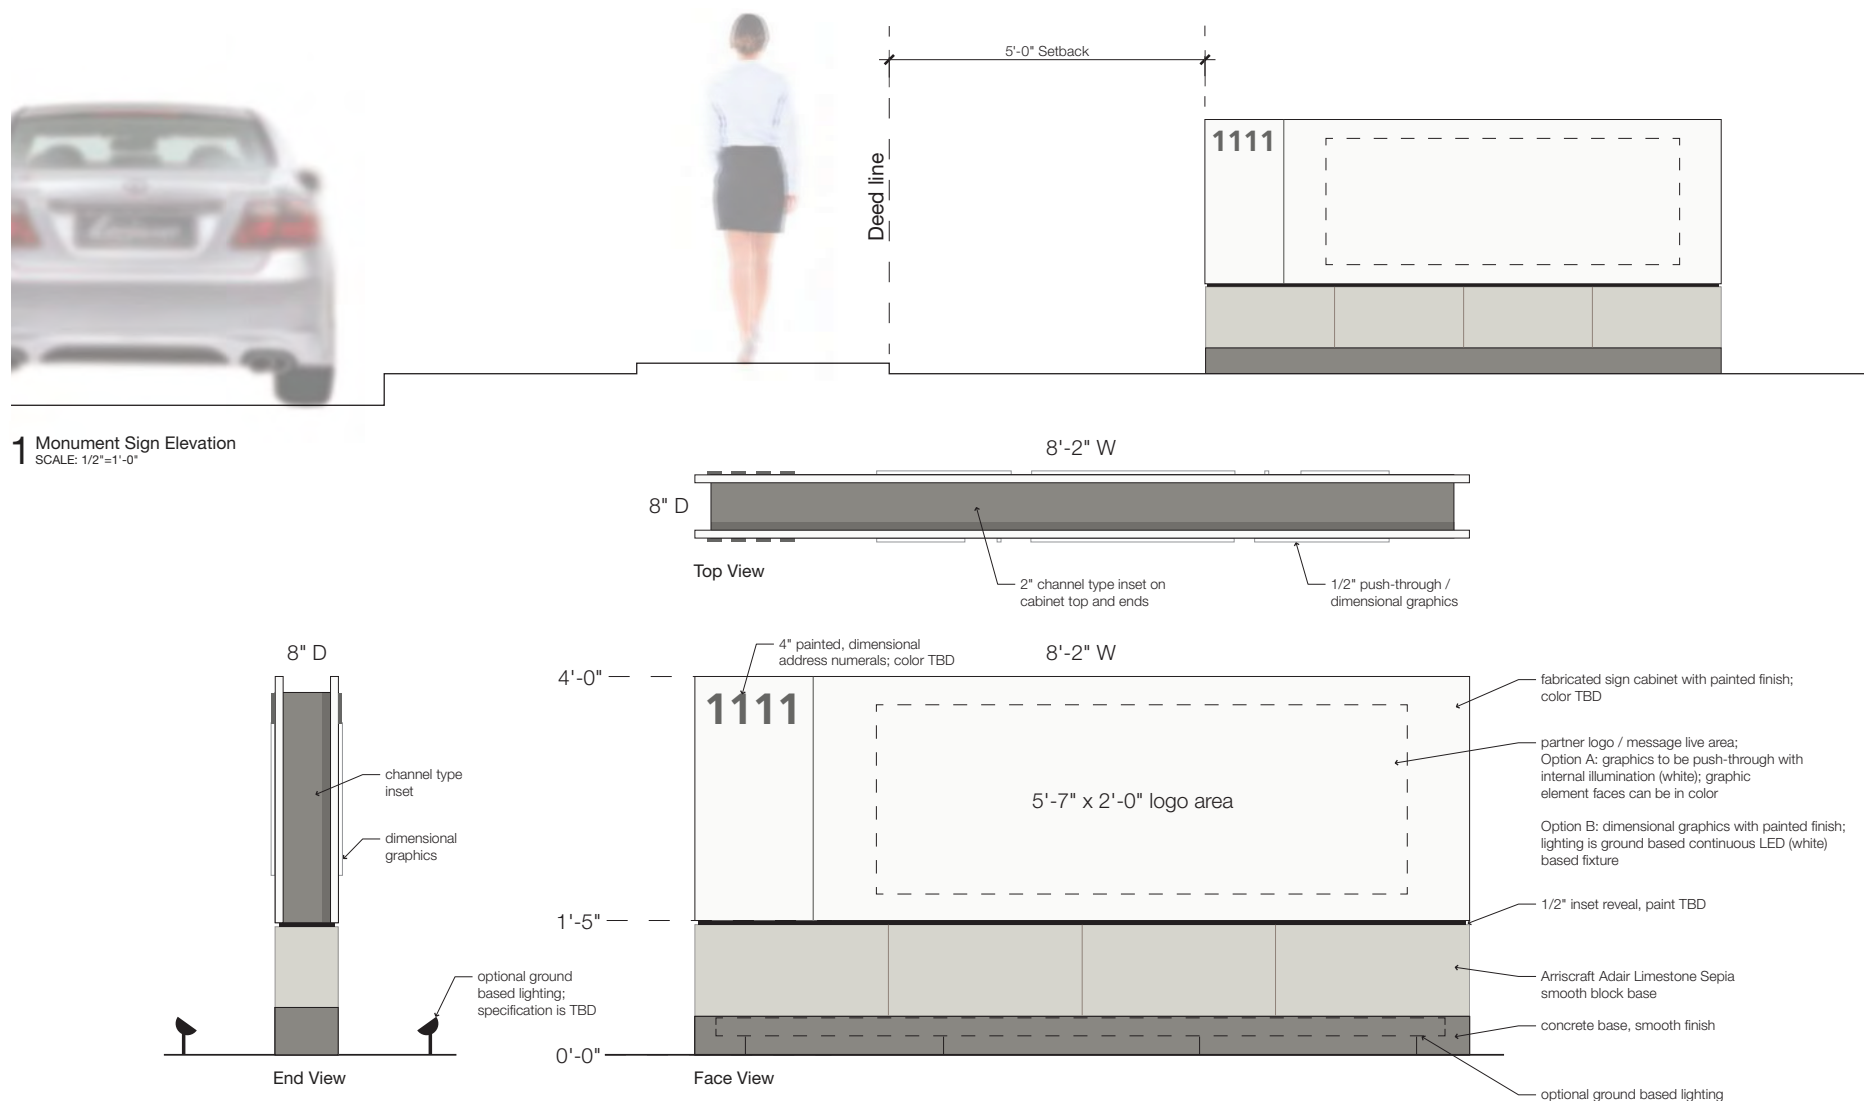 5'-0" Setback
Deed line
1111
1 Monument Sign Elevation
SCALE: 1/2"=1'-0"
8'-2" W
8" D
Top View
2" channel type inset on
cabinet top and ends
1/2" push-through /
dimensional graphics
8" D
4" painted, dimensional
address numerals; color TBD
8'-2" W
4'-0"
1111
fabricated sign cabinet with painted finish;
color TBD
partner logo / message live area;
Option A: graphics to be push-through with
internal illumination (white); graphic
element faces can be in color
Option B: dimensional graphics with painted finish;
lighting is ground based continuous LED (white)
based fixture
channel type
inset
5'-7" x 2'-0" logo area
dimensional
graphics
1'-5"
1/2" inset reveal, paint TBD
optional ground
based lighting;
specification is TBD
Arriscraft Adair Limestone Sepia
smooth block base
concrete base, smooth finish
0'-0"
End View
Face View
optional ground based lighting